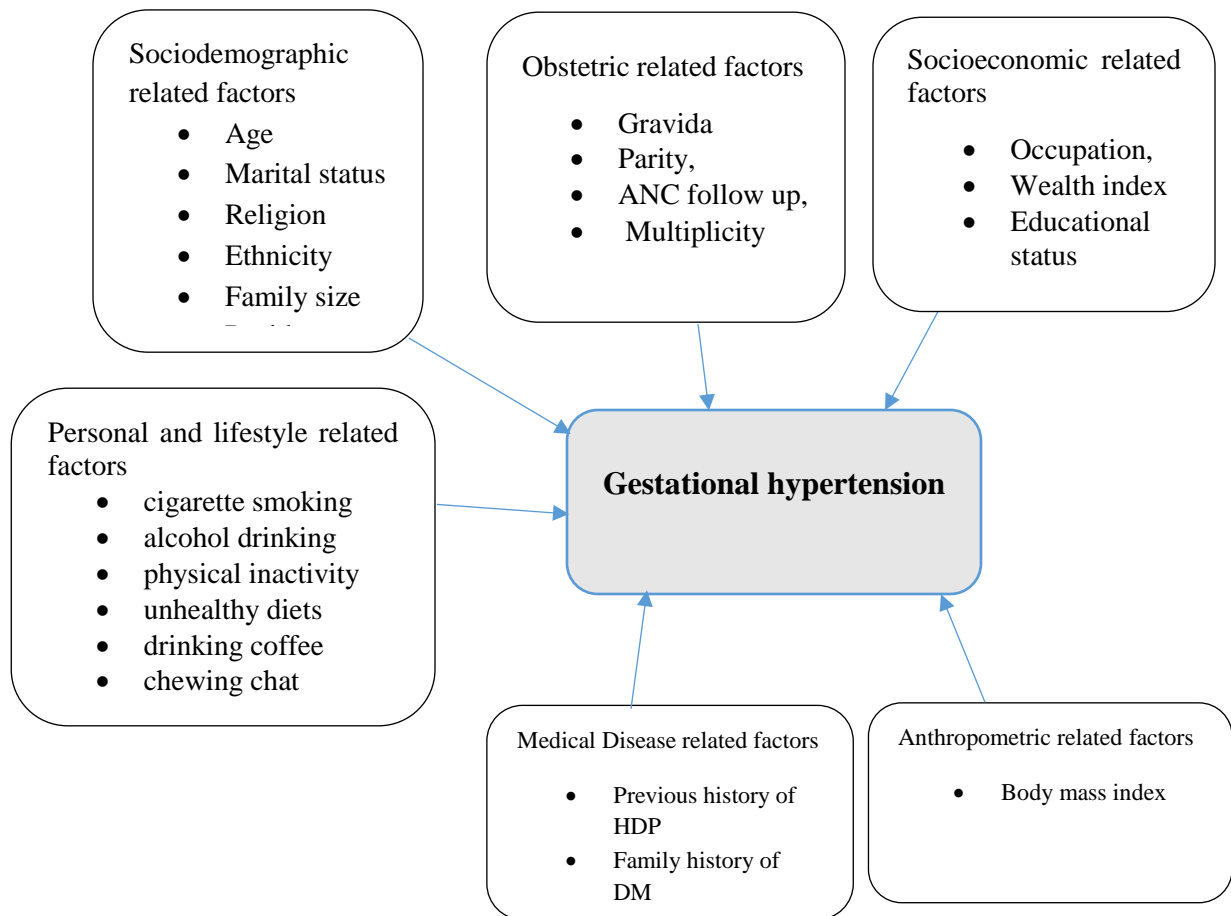 Sociodemographic
related factors
• Age
• Marital status
• Religion
• Ethnicity
• Family size
Obstetric related factors
• Gravida
• Parity,
• ANC follow up,
• Multiplicity
Socioeconomic related
factors
• Occupation,
• Wealth index
• Educational
status
Personal and lifestyle related
factors
• cigarette smoking
• alcohol drinking
• physical inactivity
• unhealthy diets
• drinking coffee
• chewing chat
Gestational hypertension
Medical Disease related factors
• Previous history of
HDP
• Family history of
DM
Anthropometric related factors
• Body mass index